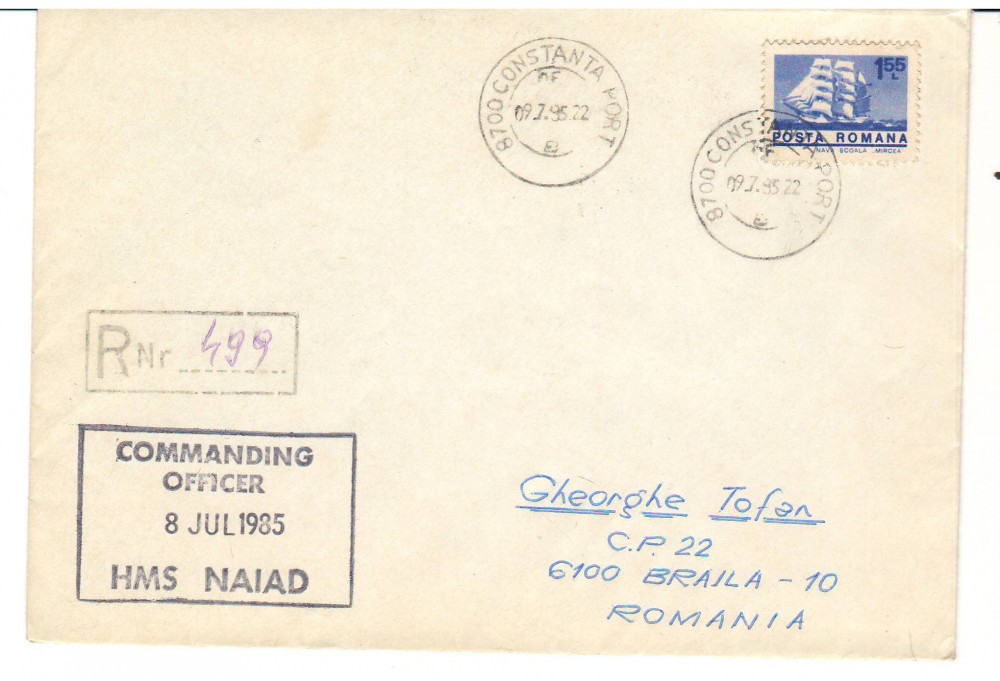 8700 CONSTANTA PORT
09.7.85.22
1.55
L
POSTA ROMANA
NAVA ȘCOALA "MIRCEA"
8700 CONSTANTA PORT
09.7.85.22
R Nr 499
COMMANDING
OFFICER
8 JUL 1985
HMS NAIAD
Gheorghe Tofan
C.P. 22
6100 BRAILA - 10
ROMANIA